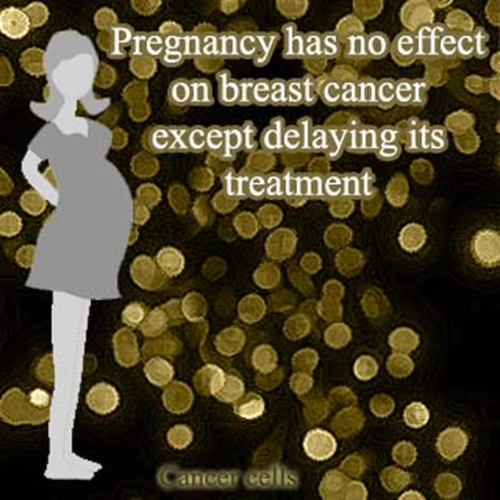 Pregnancy has no effect
on breast cancer
except delaying its
treatment
Cancer cells